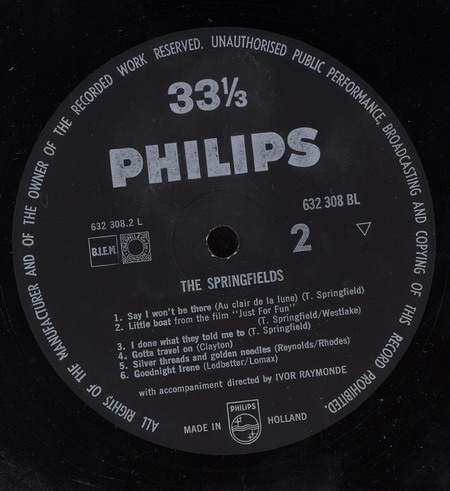 ALL RIGHTS OF THE MANUFACTURER AND OF THE OWNER OF THE RECORDED WORK RESERVED. UNAUTHORISED PUBLIC PERFORMANCE, BROADCASTING AND COPYING OF THIS RECORD PROHIBITED
33⅓
PHILIPS
632 308.2 L
632 308 BL
B.I.E.M.
2
THE SPRINGFIELDS
1. Say I won't be there (Au clair de la lune) (T. Springfield)
2. Little boat from the film "Just For Fun"
(T. Springfield/Westlake)
3. I done what they told me to (T. Springfield)
4. Gotta travel on (Clayton)
5. Silver threads and golden needles (Reynolds/Rhodes)
6. Goodnight Irene (Ledbetter/Lomax)
with accompaniment directed by IVOR RAYMONDE
MADE IN
PHILIPS
HOLLAND